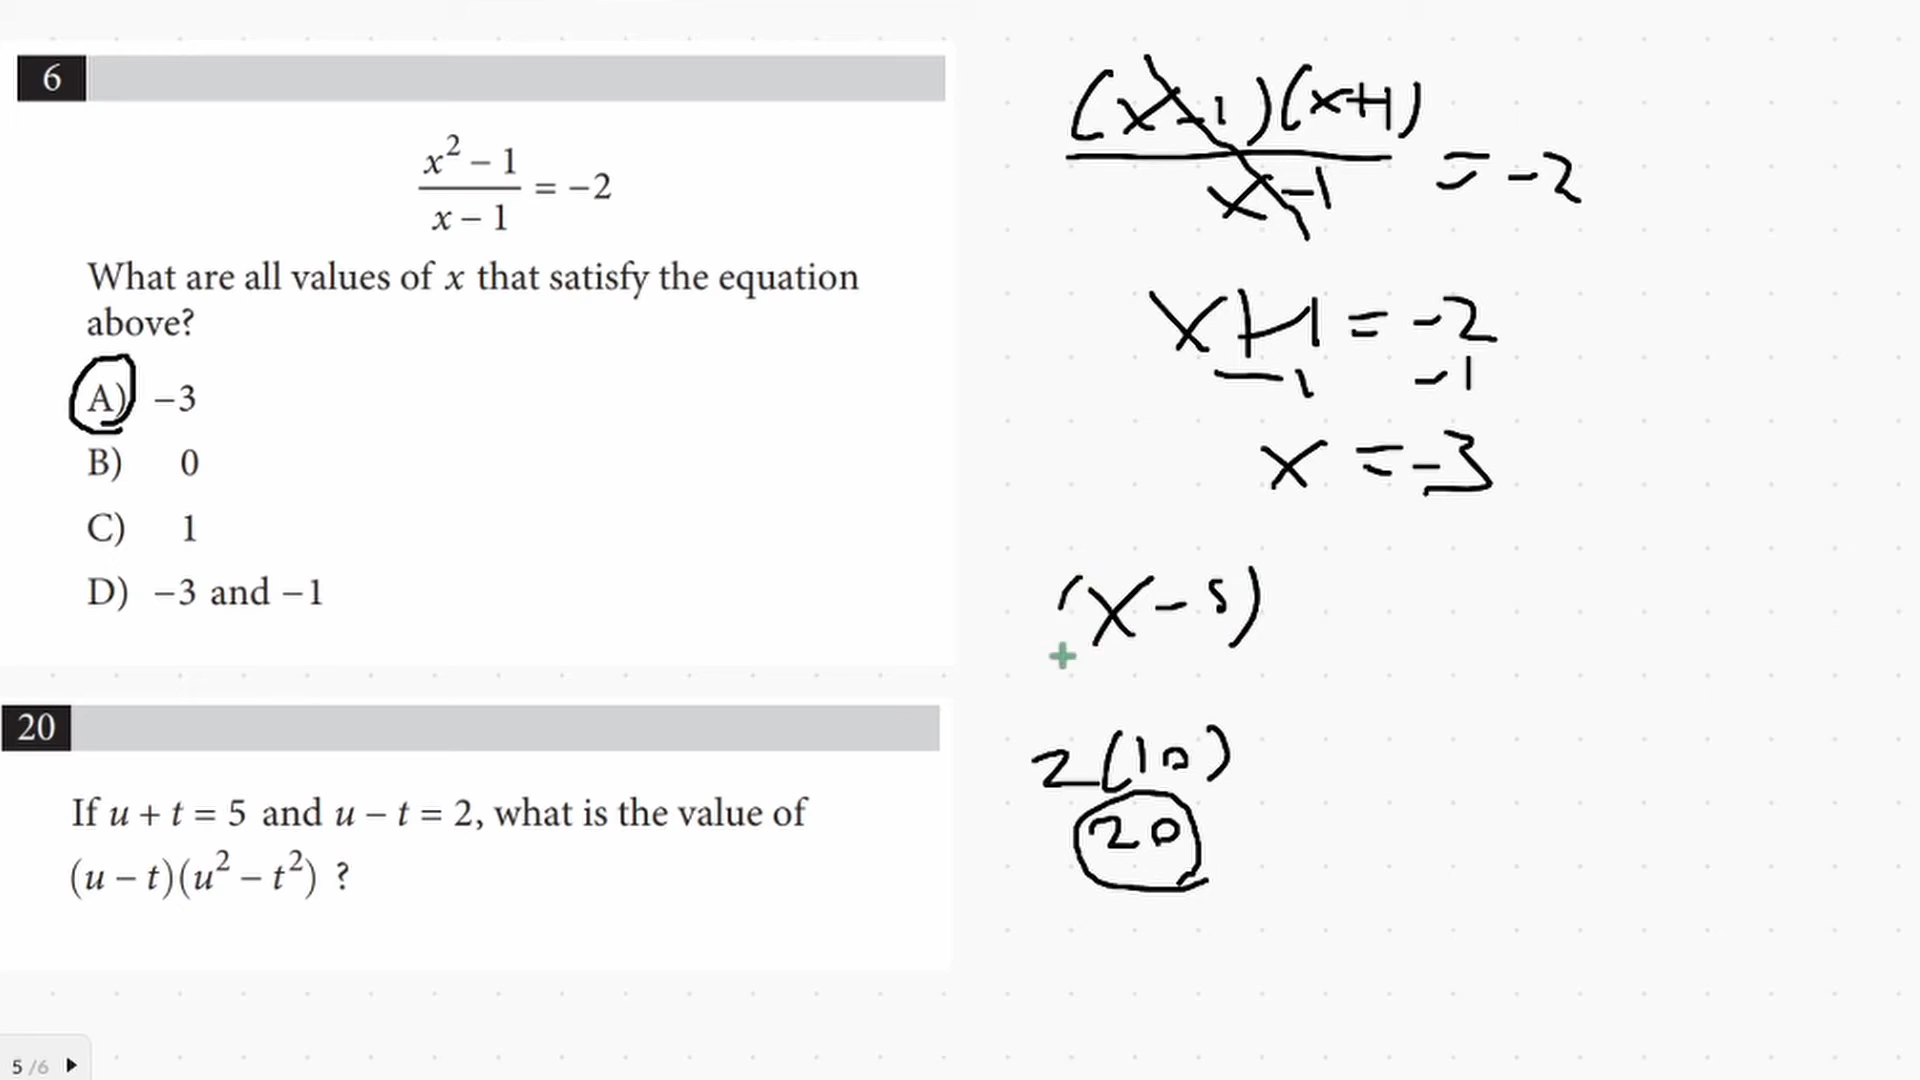 6
x² − 1
x − 1
= −2
What are all values of x that satisfy the equation
above?
A) −3
B) 0
C) 1
D) −3 and −1
20
If u + t = 5 and u − t = 2, what is the value of
(u − t)(u² − t²) ?
5 /6
(x-1)(x+1)
x-1
= -2
x+1 = -2
-1 -1
x = -3
(x-5)
2(10)
20